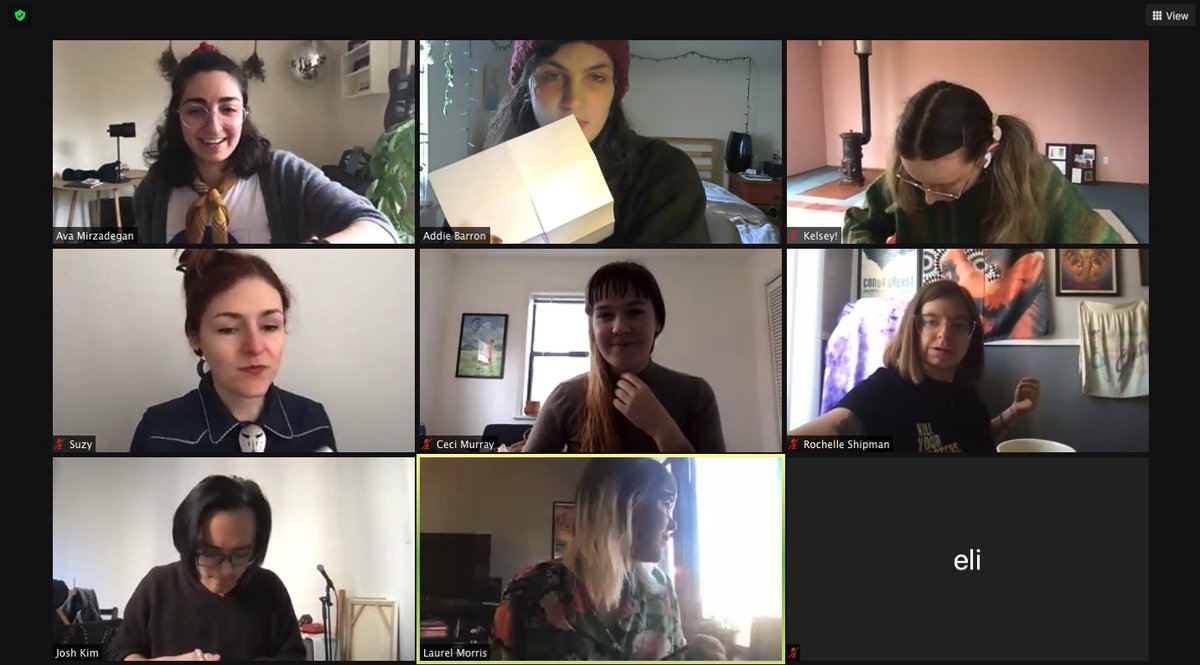 View
Ava Mirzadegan
Addie Barron
Kelsey!
Suzy
Ceci Murray
Rochelle Shipman
Josh Kim
Laurel Morris
eli